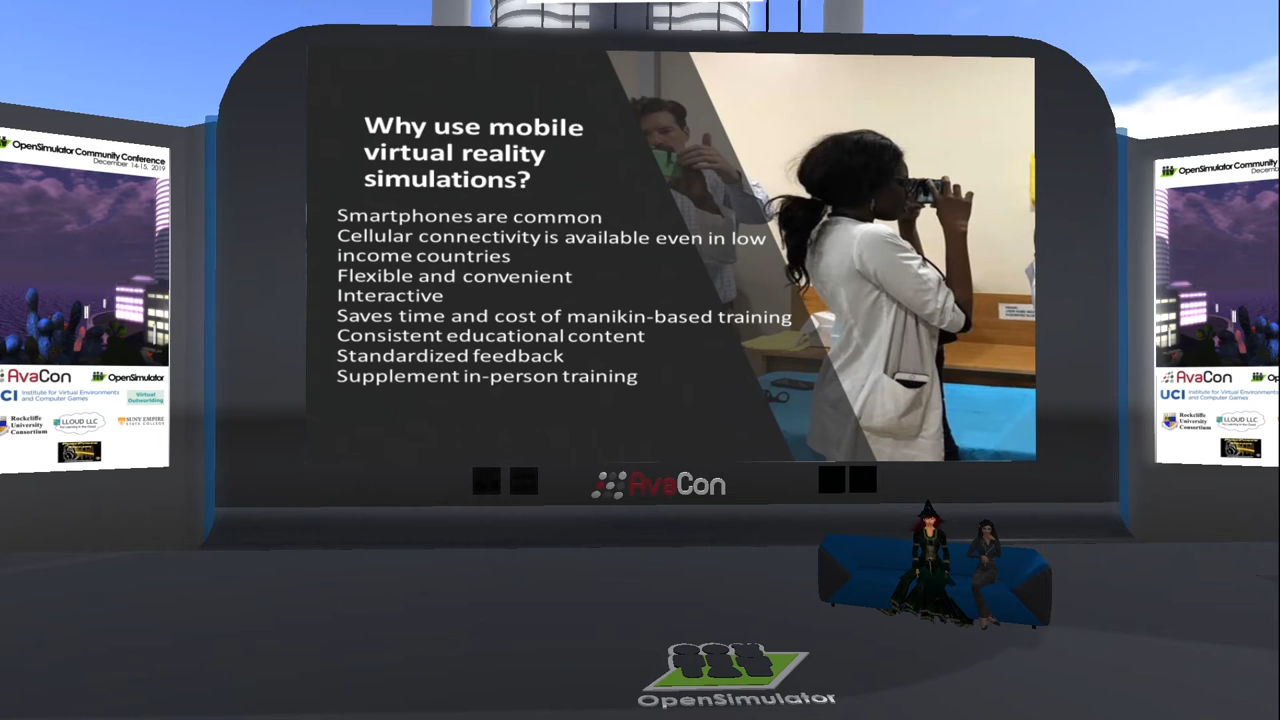 OpenSimulator Community Conference
December 14-15, 2019
AvaCon
OpenSimulator
CI Institute for Virtual Environments
and Computer Games
Virtual
Outworlding
Rockcliffe
University
Consortium
LLOUD LLC
SUNY EMPIRE
STATE COLLEGE
Why use mobile
virtual reality
simulations?
Smartphones are common
Cellular connectivity is available even in low
income countries
Flexible and convenient
Interactive
Saves time and cost of manikin-based training
Consistent educational content
Standardized feedback
Supplement in-person training
AvaCon
OpenSimulator
OpenSimulator Community
Decem
AvaCon
Op
UCI Institute for Virtual
and Computer Games
Rockcliffe
University
Consortium
LLOUD LLC